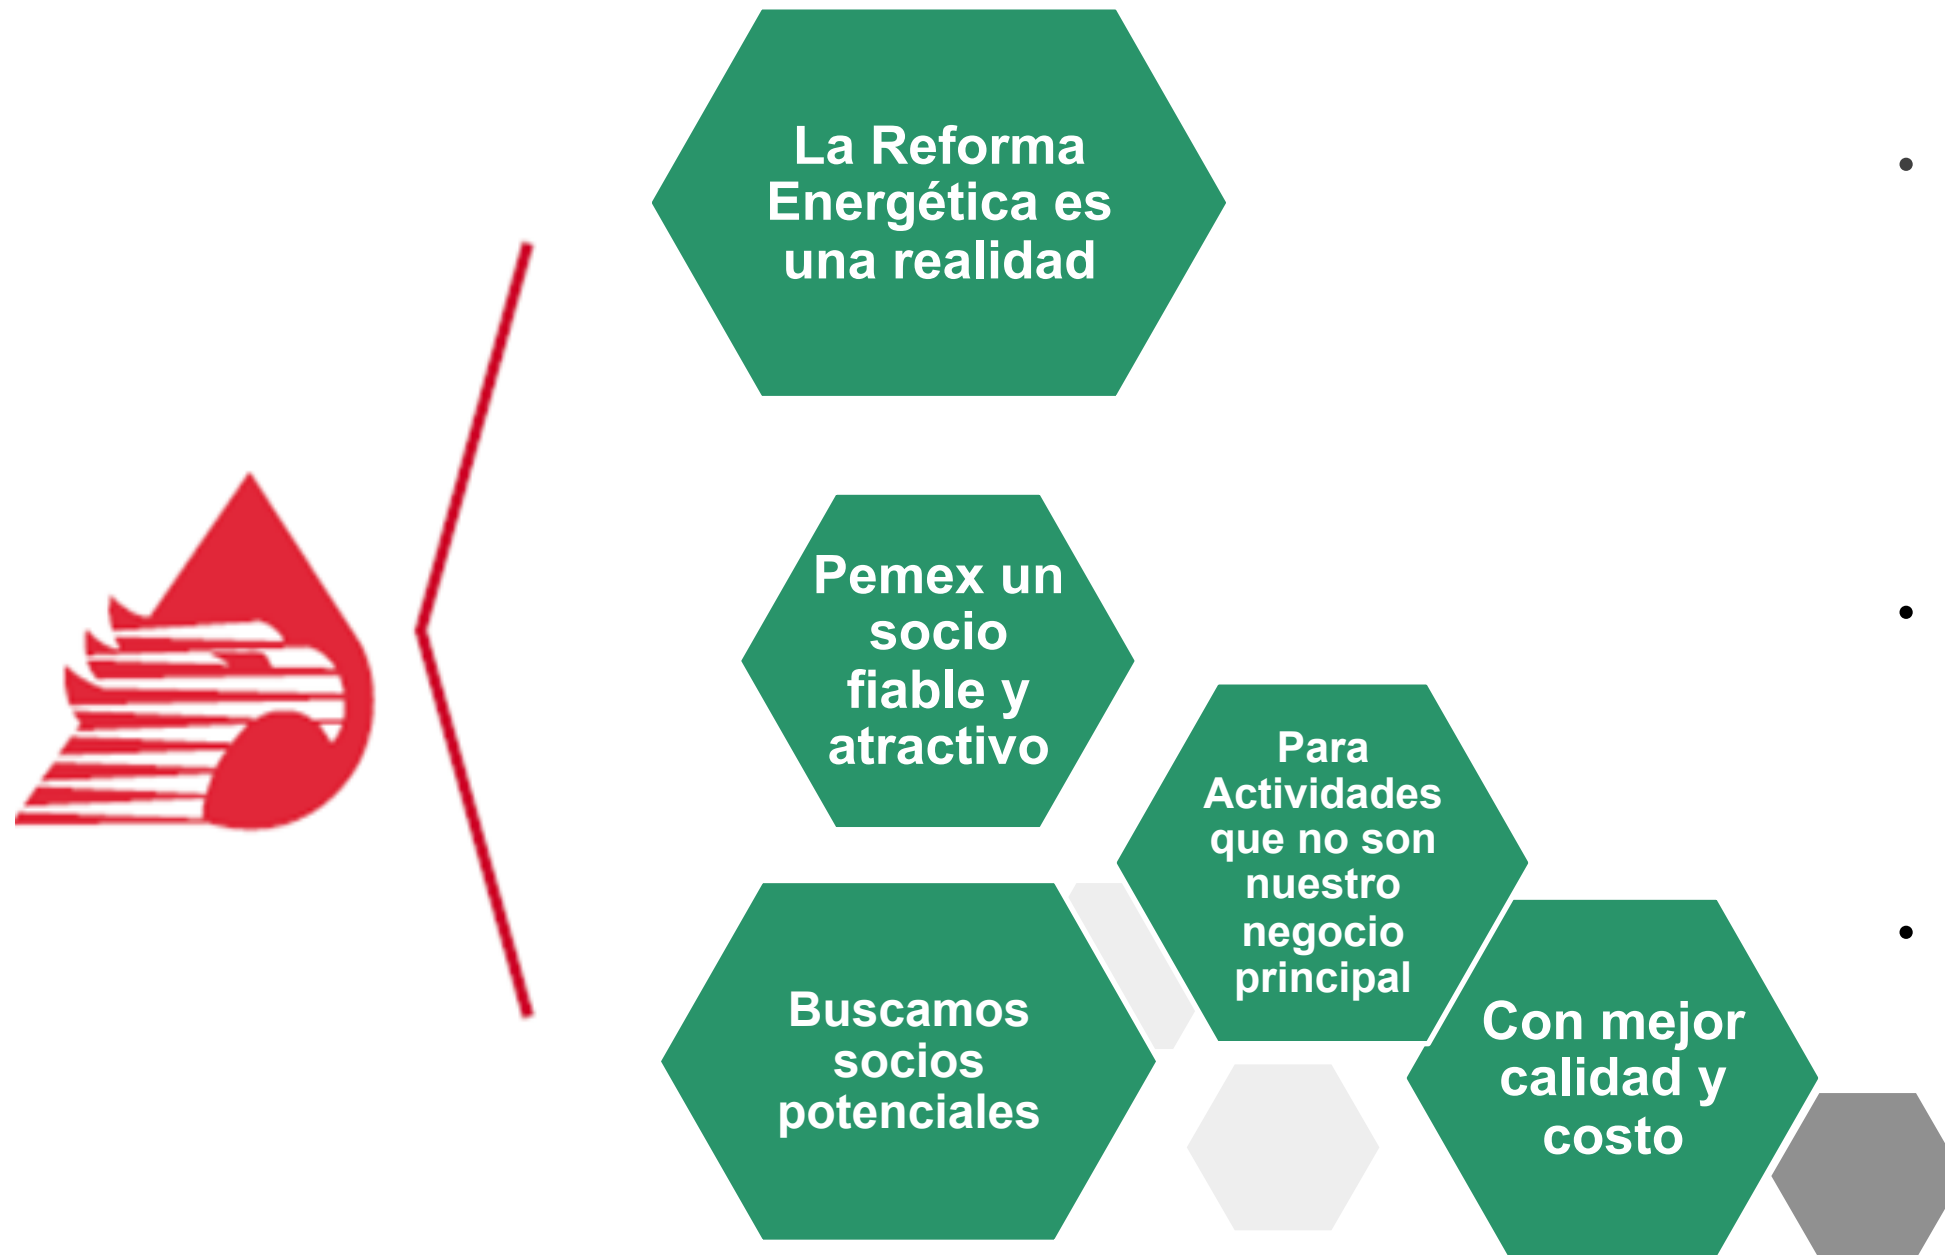 La Reforma
Energética es
una realidad
Pemex un
socio
fiable y
atractivo
Para
Actividades
que no son
nuestro
negocio
principal
Buscamos
socios
potenciales
Con mejor
calidad y
costo